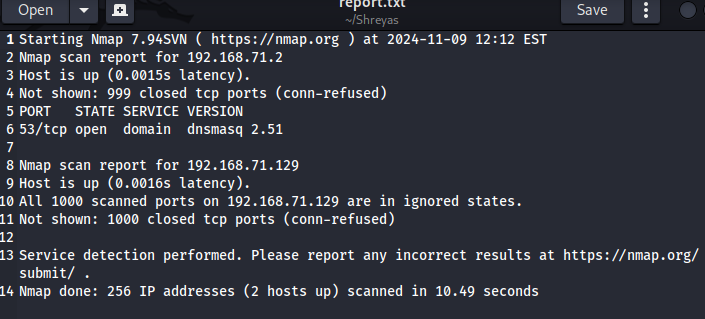 Open
report.txt
~/Shreyas
Save
1 Starting Nmap 7.94SVN ( https://nmap.org ) at 2024-11-09 12:12 EST
2 Nmap scan report for 192.168.71.2
3 Host is up (0.0015s latency).
4 Not shown: 999 closed tcp ports (conn-refused)
5 PORT   STATE SERVICE VERSION
6 53/tcp open  domain  dnsmasq 2.51
7
8 Nmap scan report for 192.168.71.129
9 Host is up (0.0016s latency).
10 All 1000 scanned ports on 192.168.71.129 are in ignored states.
11 Not shown: 1000 closed tcp ports (conn-refused)
12
13 Service detection performed. Please report any incorrect results at https://nmap.org/
submit/ .
14 Nmap done: 256 IP addresses (2 hosts up) scanned in 10.49 seconds